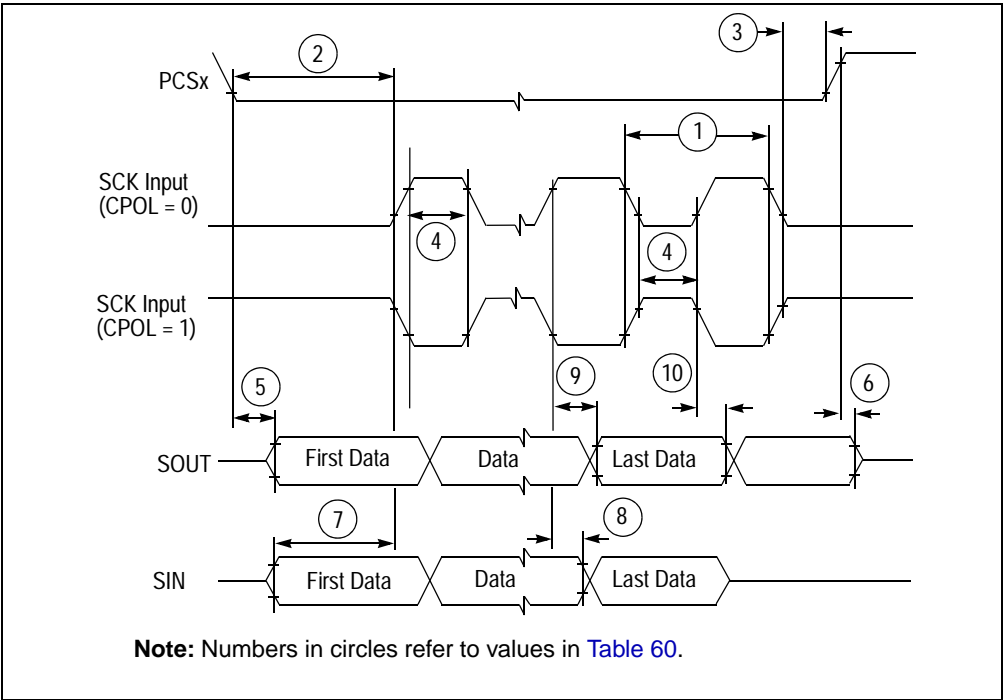 3
2
PCSx
1
SCK Input
(CPOL = 0)
4
4
SCK Input
(CPOL = 1)
5
9
10
6
SOUT
First Data
Data
Last Data
7
8
SIN
First Data
Data
Last Data
Note: Numbers in circles refer to values in Table 60.